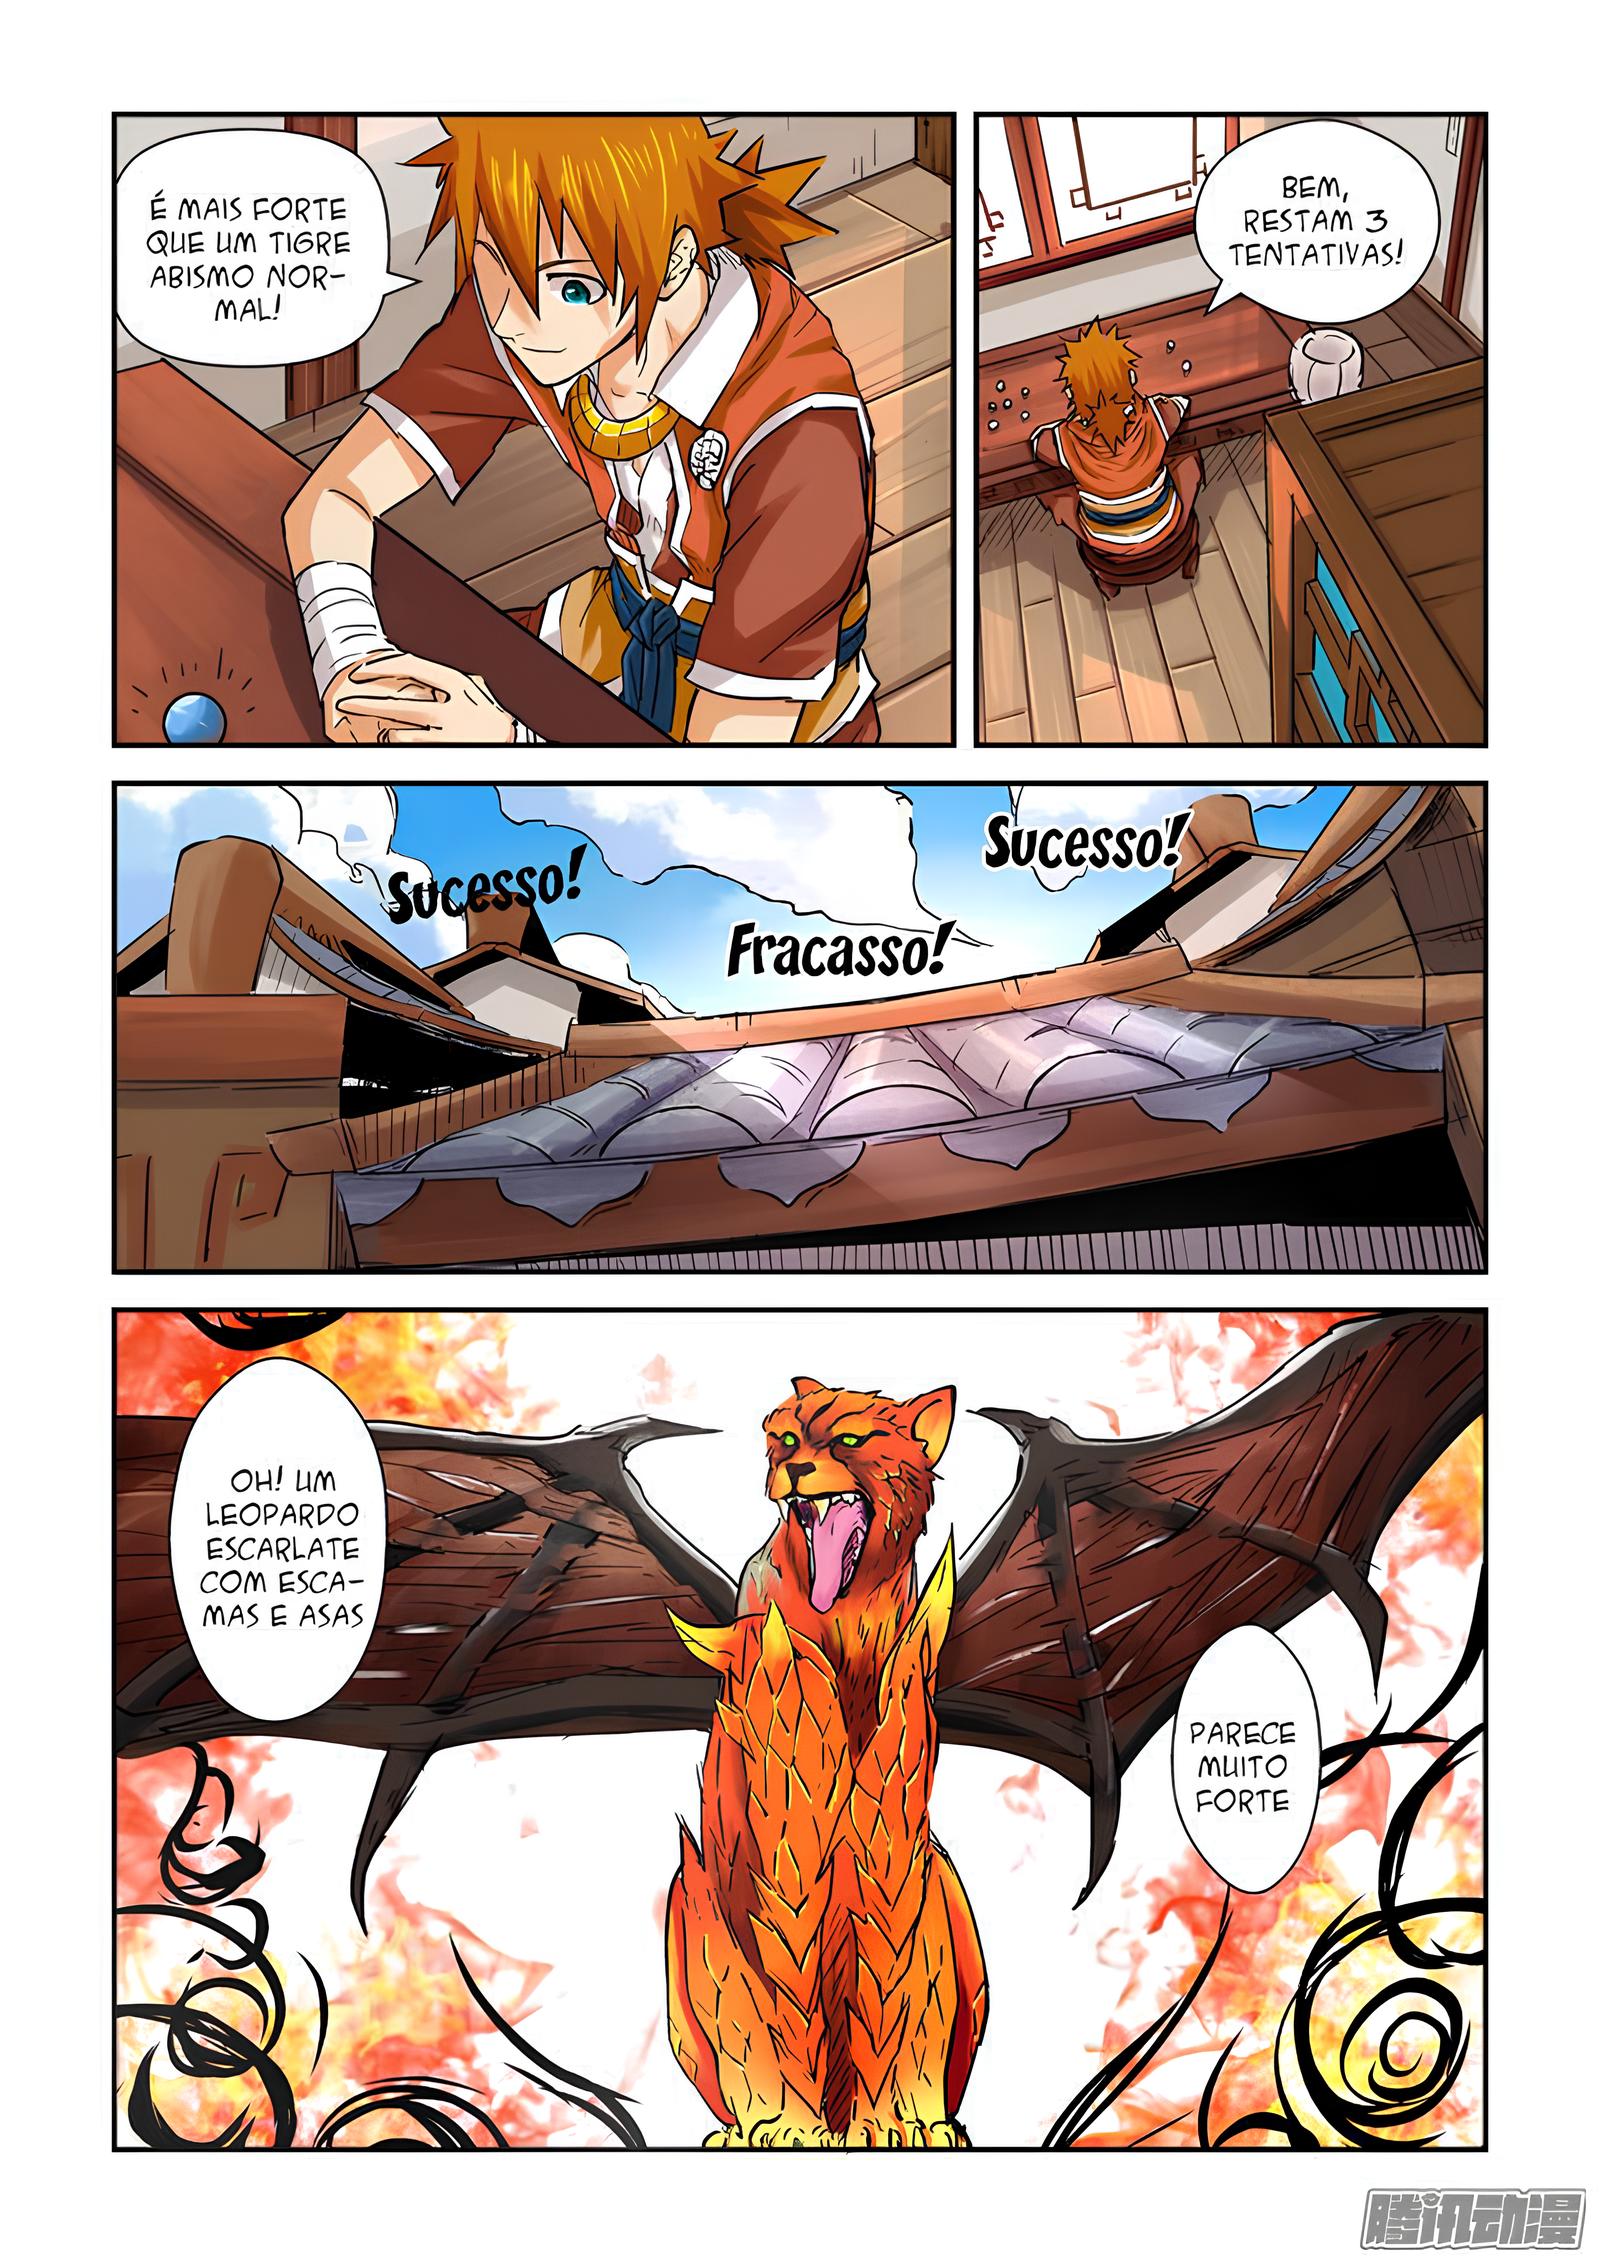 É MAIS FORTE
QUE UM TIGRE
ABISMO NOR-
MAL!
BEM,
RESTAM 3
TENTATIVAS!
Sucesso!
Fracasso!
Sucesso!
OH! UM
LEOPARDO
ESCARLATE
COM ESCA-
MAS E ASAS
PARECE
MUITO
FORTE
腾讯动漫